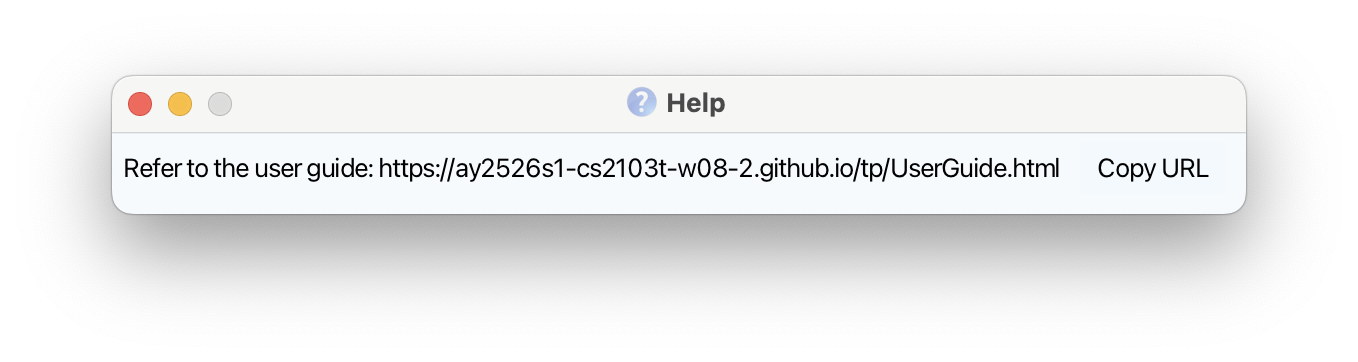 Help
Refer to the user guide: https://ay2526s1-cs2103t-w08-2.github.io/tp/UserGuide.html Copy URL